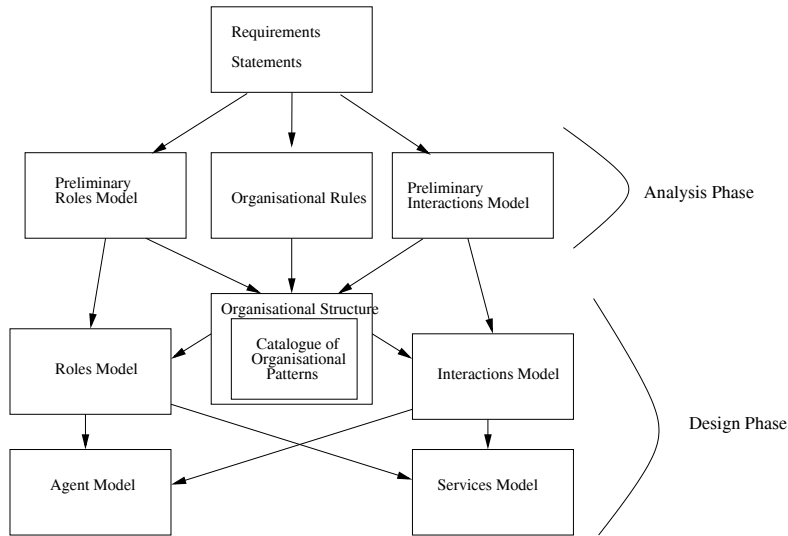 Requirements
Statements
Preliminary
Roles Model
Organisational Rules
Preliminary
Interactions Model
Analysis Phase
Organisational Structure
Catalogue of
Organisational
Patterns
Roles Model
Interactions Model
Design Phase
Agent Model
Services Model